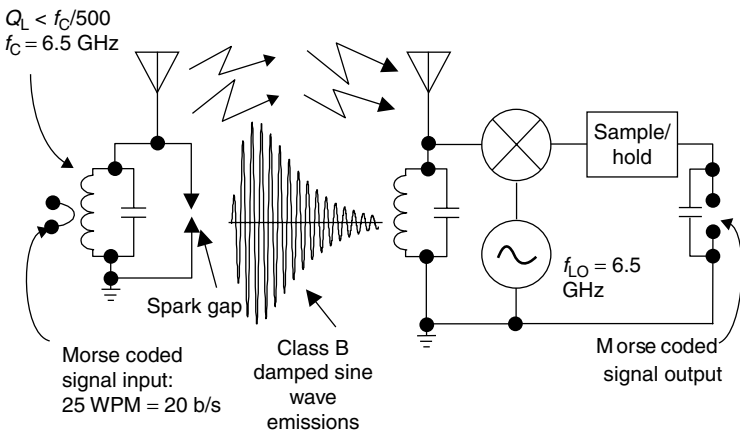 Q_L < f_C/500
f_C = 6.5 GHz
Sample/
hold
f_LO = 6.5
GHz
Spark gap
Morse coded
signal input:
25 WPM = 20 b/s
Class B
damped sine
wave
emissions
Morse coded
signal output